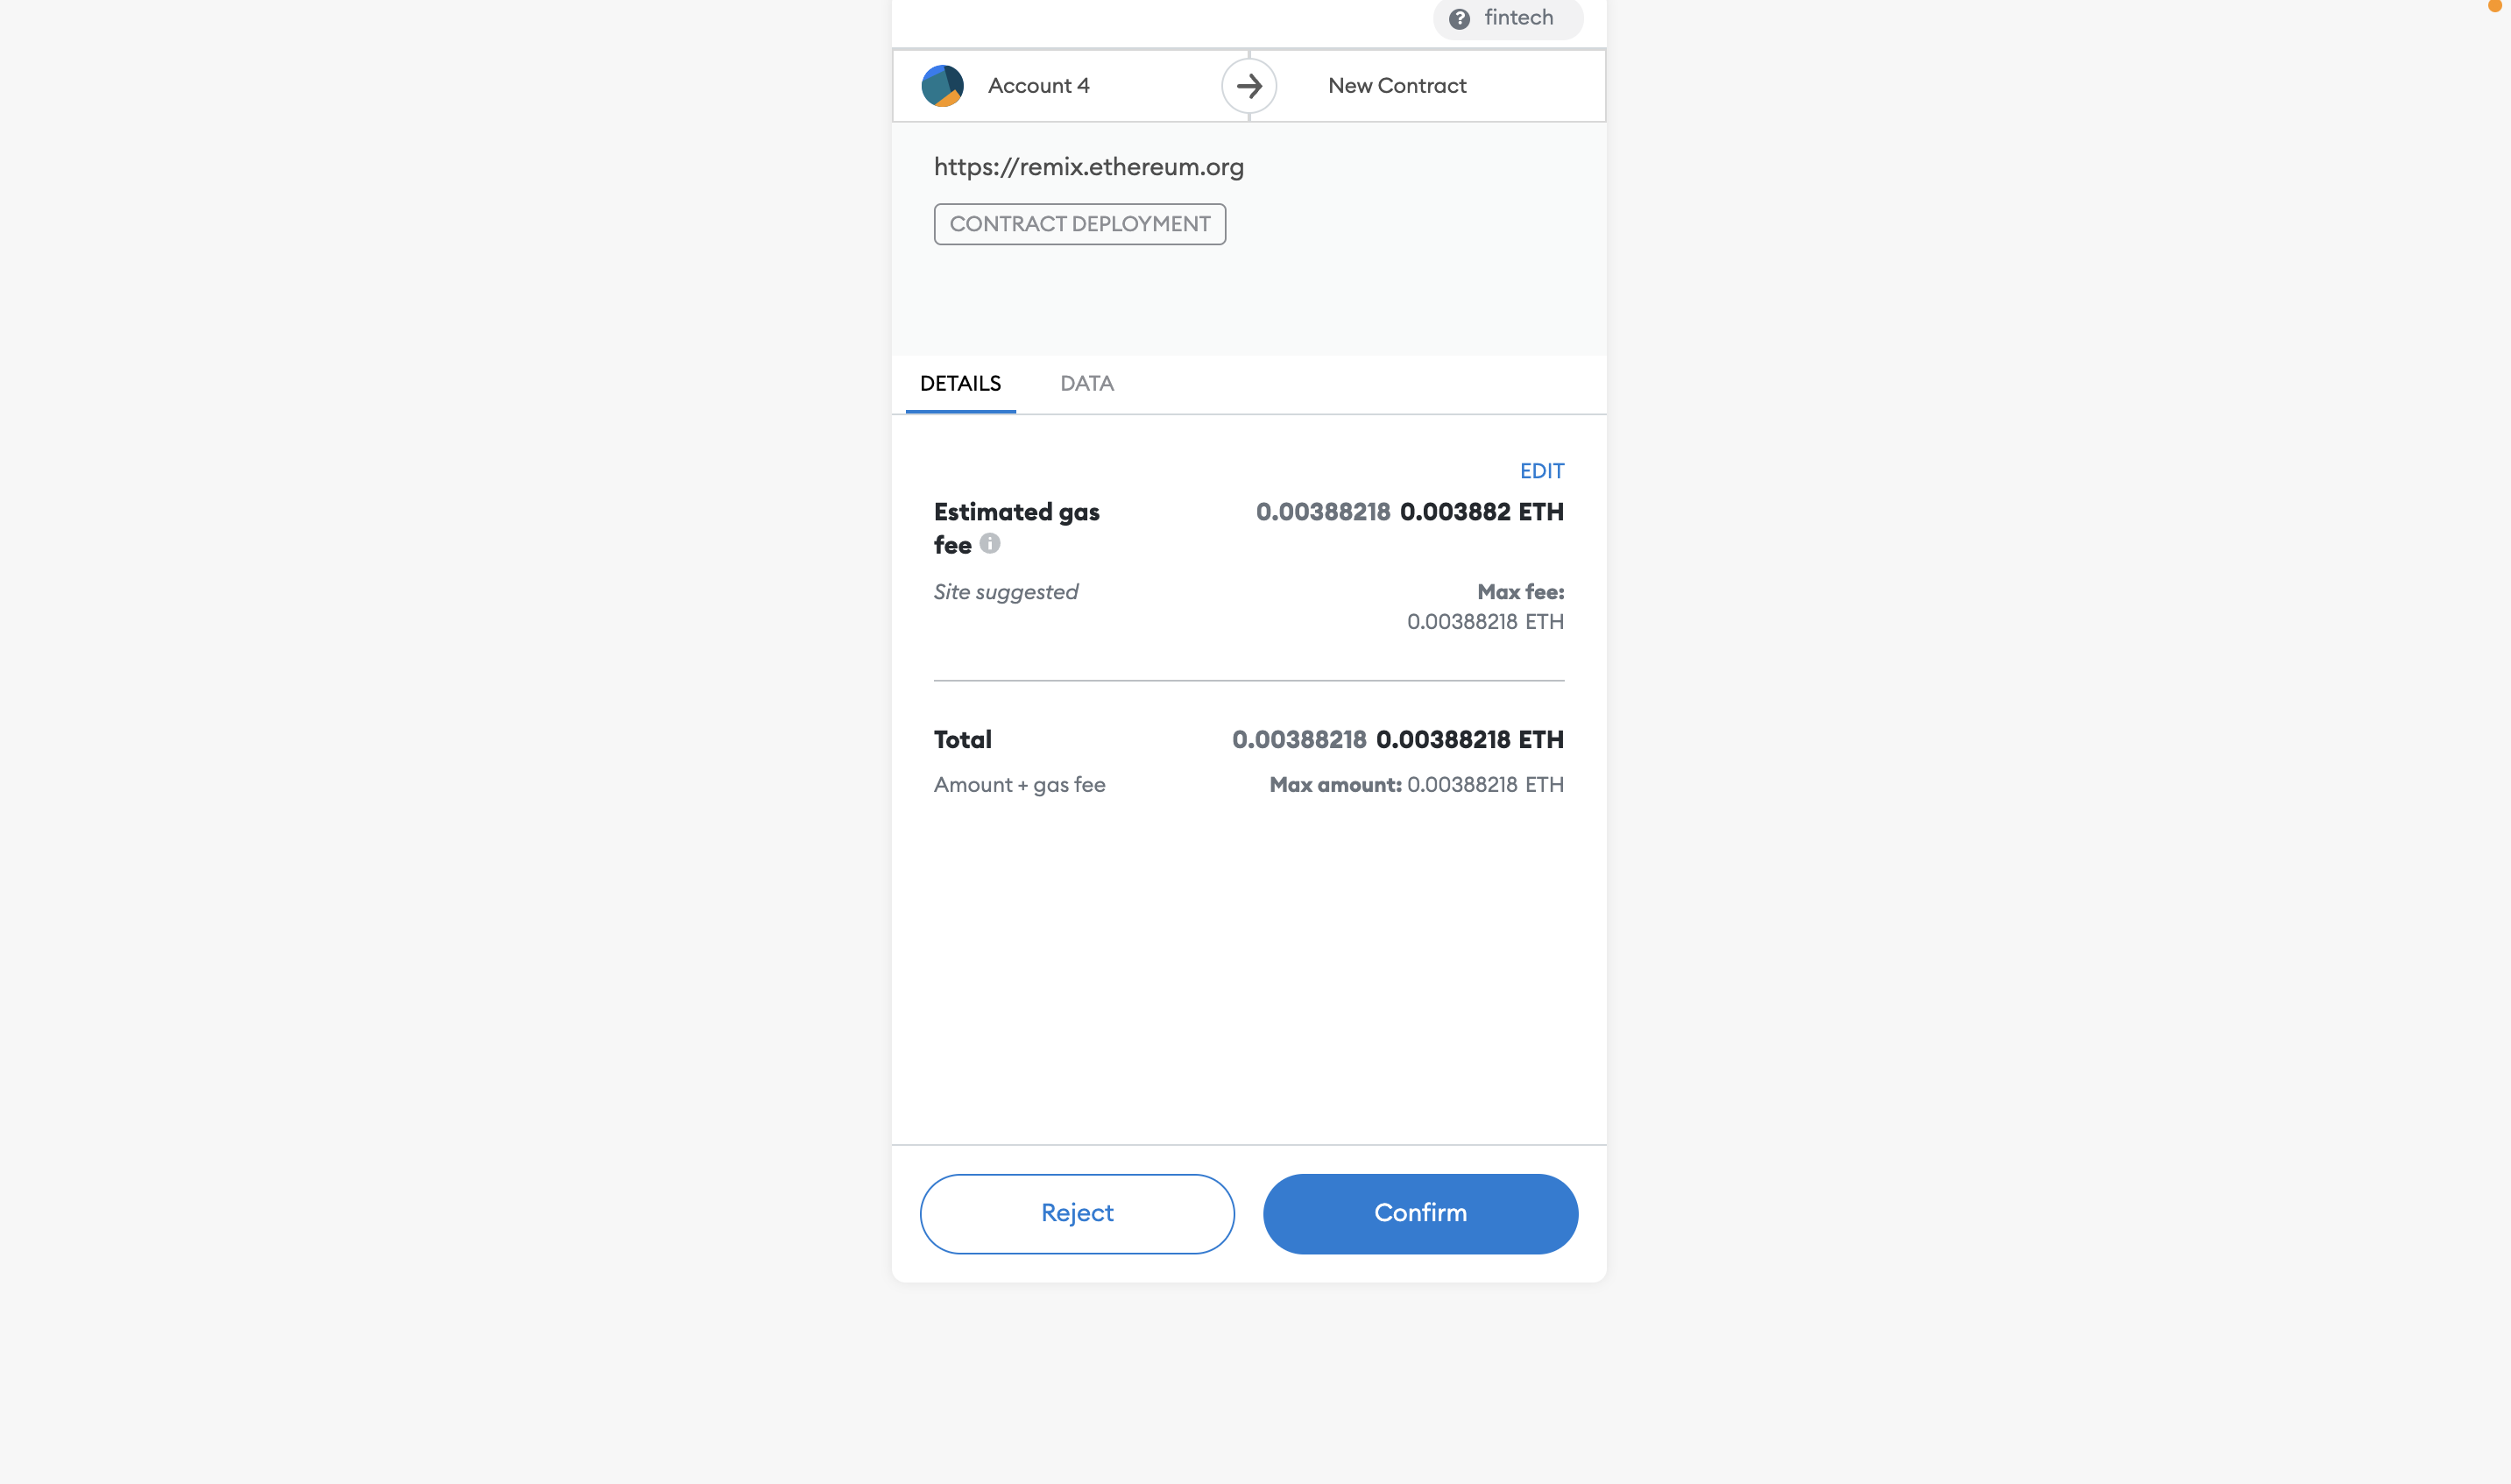 fintech
Account 4
New Contract
https://remix.ethereum.org
CONTRACT DEPLOYMENT
DETAILS DATA
EDIT
Estimated gas fee 0.00388218 0.003882 ETH
Site suggested
Max fee:
0.00388218 ETH
Total 0.00388218 0.00388218 ETH
Amount + gas fee Max amount: 0.00388218 ETH
Reject Confirm